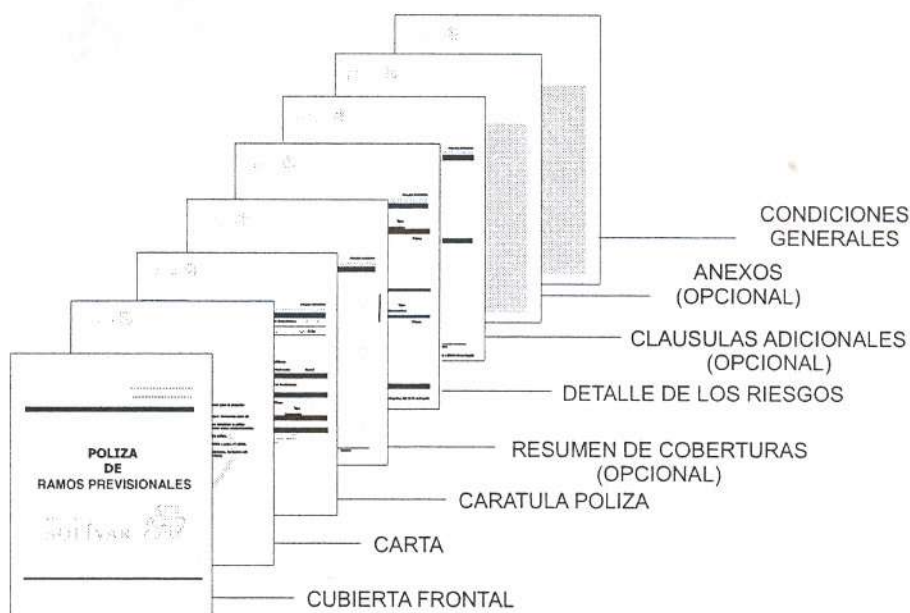 CONDICIONES
GENERALES
ANEXOS
(OPCIONAL)
CLAUSULAS ADICIONALES
(OPCIONAL)
DETALLE DE LOS RIESGOS
RESUMEN DE COBERTURAS
(OPCIONAL)
CARATULA POLIZA
CARTA
CUBIERTA FRONTAL
POLIZA
DE
RAMOS PREVISIONALES
BOLÍVAR